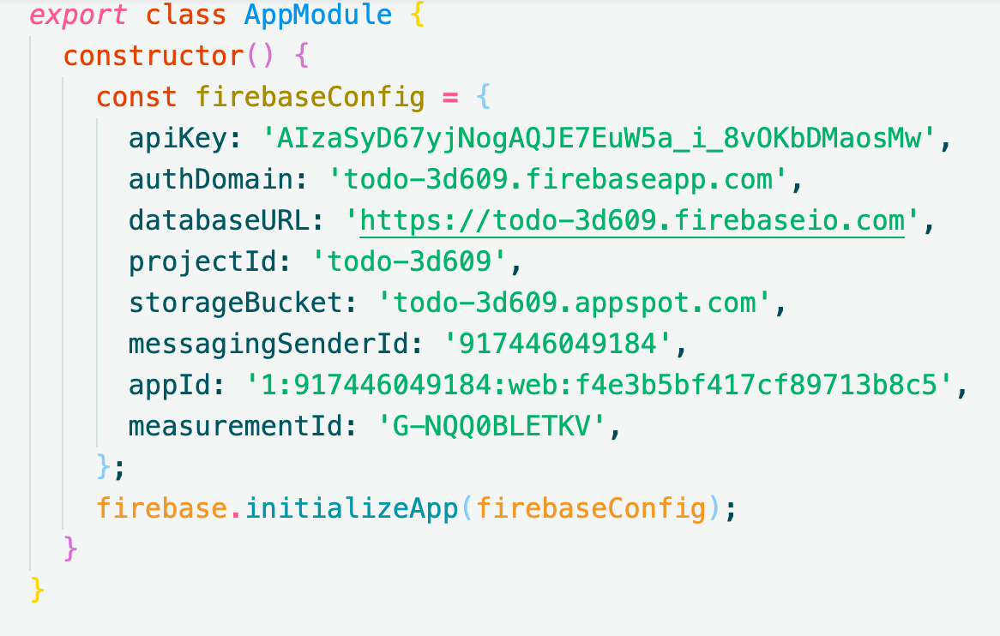 export class AppModule {
constructor() {
const firebaseConfig = {
apiKey: 'AIzaSyD67yjNogAQJE7EuW5a_i_8vOKbDMaosMw',
authDomain: 'todo-3d609.firebaseapp.com',
databaseURL: 'https://todo-3d609.firebaseio.com',
projectId: 'todo-3d609',
storageBucket: 'todo-3d609.appspot.com',
messagingSenderId: '917446049184',
appId: '1:917446049184:web:f4e3b5bf417cf89713b8c5',
measurementId: 'G-NQQ0BLETKV',
};
firebase.initializeApp(firebaseConfig);
}
}